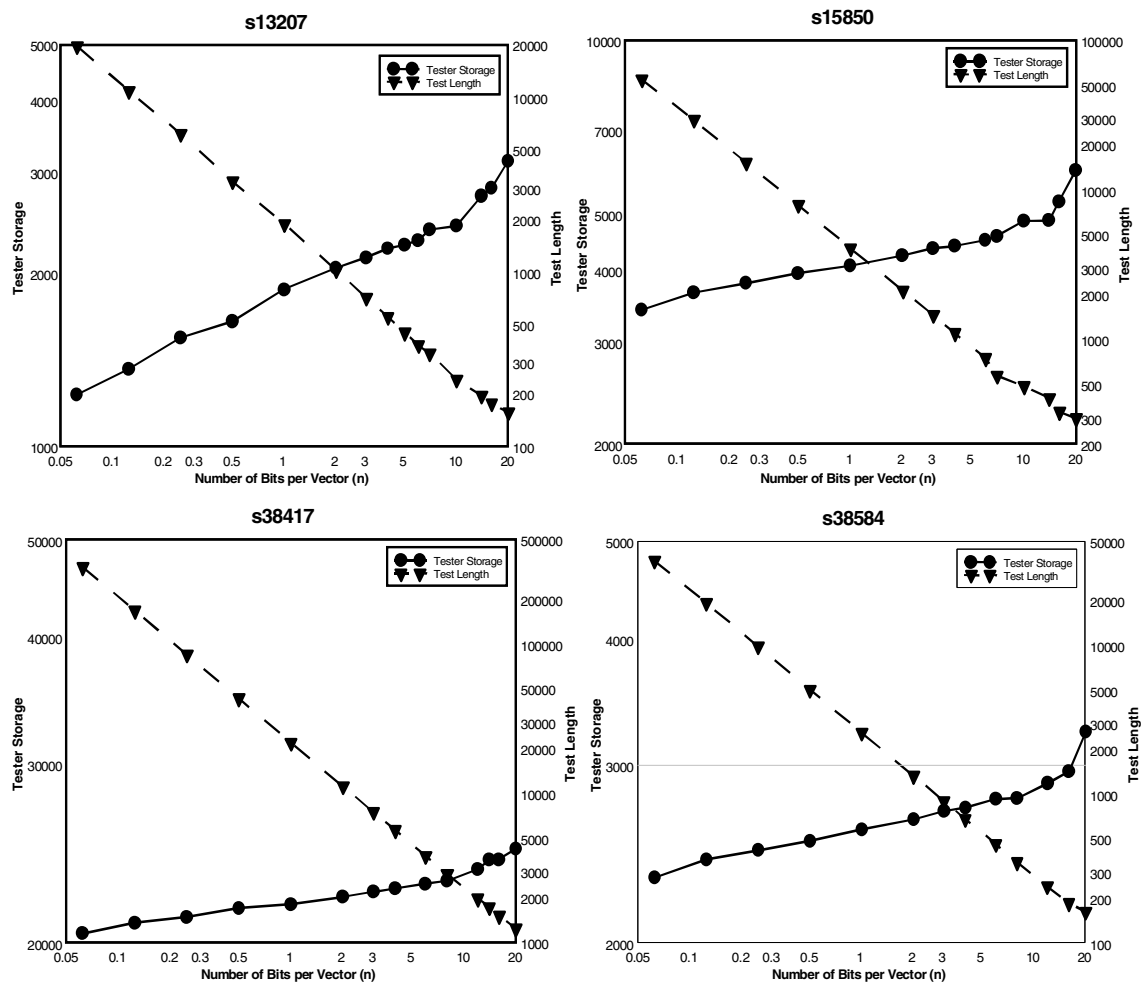 s13207
5000
4000
3000
2000
1000
Tester Storage
20000
10000
5000
3000
2000
1000
500
300
200
100
Test Length
Tester Storage
Test Length
0.05 0.1 0.2 0.3 0.5 1 2 3 5 10 20
Number of Bits per Vector (n)
s15850
10000
7000
5000
4000
3000
2000
Tester Storage
100000
50000
30000
20000
10000
5000
3000
2000
1000
500
300
200
Test Length
Tester Storage
Test Length
0.05 0.1 0.2 0.3 0.5 1 2 3 5 10 20
Number of Bits per Vector (n)
s38417
50000
40000
30000
20000
Tester Storage
500000
200000
100000
50000
30000
20000
10000
5000
3000
2000
1000
Test Length
Tester Storage
Test Length
0.05 0.1 0.2 0.3 0.5 1 2 3 5 10 20
Number of Bits per Vector (n)
s38584
5000
4000
3000
2000
Tester Storage
50000
20000
10000
5000
3000
2000
1000
500
300
200
100
Test Length
Tester Storage
Test Length
0.05 0.1 0.2 0.3 0.5 1 2 3 5 10 20
Number of Bits per Vector (n)